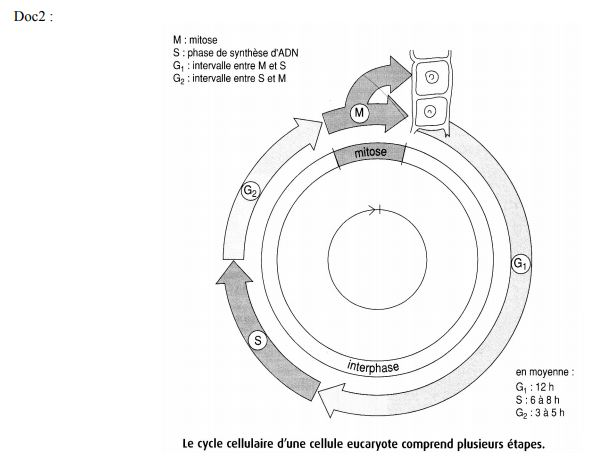 Doc2 :
M : mitose
S : phase de synthèse d'ADN
G₁ : intervalle entre M et S
G₂ : intervalle entre S et M
M
mitose
G₂
G₁
S
interphase
en moyenne :
G₁ : 12 h
S : 6 à 8 h
G₂ : 3 à 5 h
Le cycle cellulaire d'une cellule eucaryote comprend plusieurs étapes.